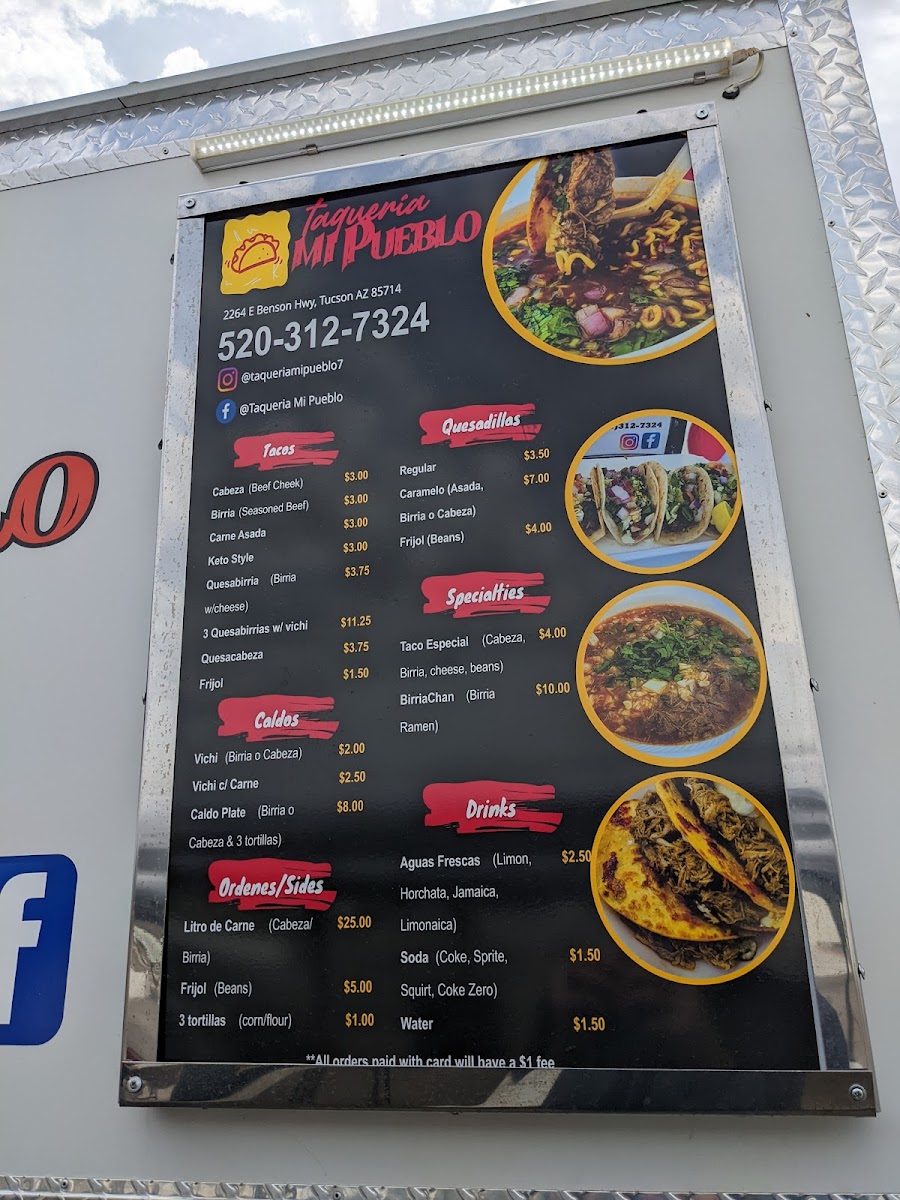 taqueria
MI PUEBLO
2264 E Benson Hwy, Tucson AZ 85714
520-312-7324
@taqueriamipueblo7
@Taqueria Mi Pueblo
Tacos
Cabeza (Beef Cheek) $3.00
Birria (Seasoned Beef) $3.00
Carne Asada $3.00
Keto Style $3.00
Quesabirria (Birria $3.75
w/cheese)
3 Quesabirrias w/ vichi $11.25
Quesacabeza $3.75
Frijol $1.50
Caldos
Vichi (Birria o Cabeza) $2.00
Vichi c/ Carne $2.50
Caldo Plate (Birria o $8.00
Cabeza & 3 tortillas)
Ordenes/Sides
Litro de Carne (Cabeza/ $25.00
Birria)
Frijol (Beans) $5.00
3 tortillas (corn/flour) $1.00
Quesadillas
Regular $3.50
Caramelo (Asada, $7.00
Birria o Cabeza)
Frijol (Beans) $4.00
Specialties
Taco Especial (Cabeza, $4.00
Birria, cheese, beans)
BirriaChan (Birria $10.00
Ramen)
Drinks
Aguas Frescas (Limon, $2.50
Horchata, Jamaica,
Limonaica)
Soda (Coke, Sprite, $1.50
Squirt, Coke Zero)
Water $1.50
**All orders paid with card will have a $1 fee
)312-7324
o
f